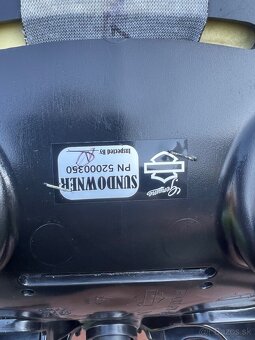 Genuine
SUNDOWNER
PN 52000350
Inspected By